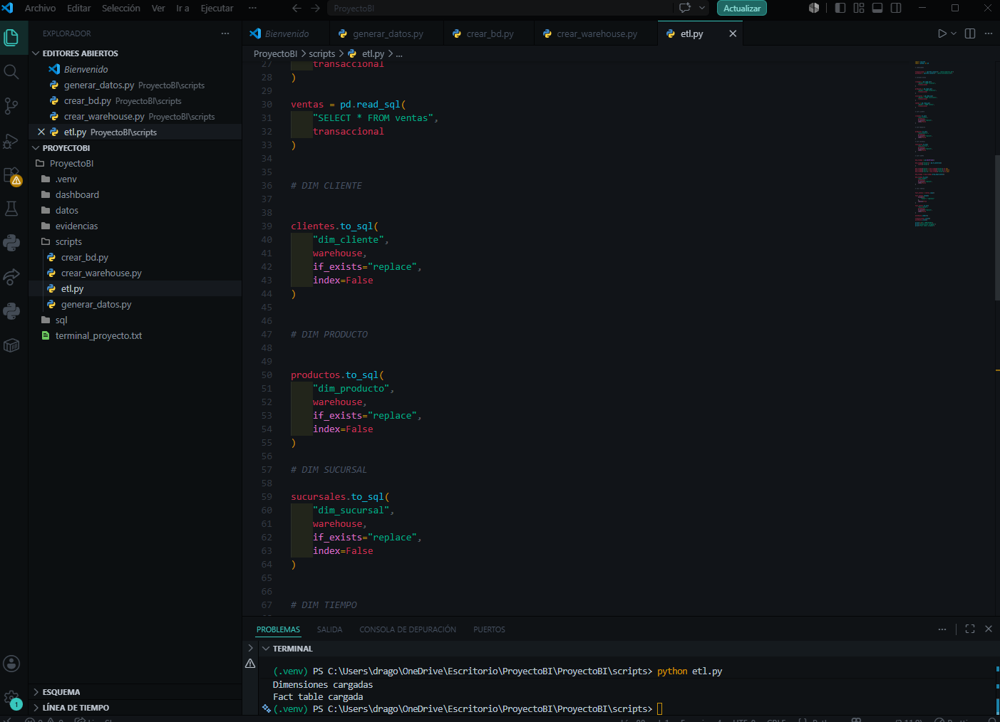 Archivo Editar Selección Ver Ir a Ejecutar ··· ProyectoBI Actualizar
EXPLORADOR ···
EDITORES ABIERTOS
Bienvenido
generar_datos.py ProyectoBI\scripts
crear_bd.py ProyectoBI\scripts
crear_warehouse.py ProyectoBI\scripts
etl.py ProyectoBI\scripts
PROYECTOBI
ProyectoBI
.venv
dashboard
datos
evidencias
scripts
crear_bd.py
crear_warehouse.py
etl.py
generar_datos.py
sql
terminal_proyecto.txt
ESQUEMA
LÍNEA DE TIEMPO
1
Bienvenido generar_datos.py crear_bd.py crear_warehouse.py etl.py
ProyectoBI > scripts > etl.py > ...
27 transaccional
28 )
29
30 ventas = pd.read_sql(
31 "SELECT * FROM ventas",
32 transaccional
33 )
34
35
36 # DIM CLIENTE
37
38
39 clientes.to_sql(
40 "dim_cliente",
41 warehouse,
42 if_exists="replace",
43 index=False
44 )
45
46
47 # DIM PRODUCTO
48
49
50 productos.to_sql(
51 "dim_producto",
52 warehouse,
53 if_exists="replace",
54 index=False
55 )
56
57 # DIM SUCURSAL
58
59 sucursales.to_sql(
60 "dim_sucursal",
61 warehouse,
62 if_exists="replace",
63 index=False
64 )
65
66
67 # DIM TIEMPO
PROBLEMAS SALIDA CONSOLA DE DEPURACIÓN PUERTOS
TERMINAL
(.venv) PS C:\Users\drago\OneDrive\Escritorio\ProyectoBI\ProyectoBI\scripts> python etl.py
Dimensiones cargadas
Fact table cargada
(.venv) PS C:\Users\drago\OneDrive\Escritorio\ProyectoBI\ProyectoBI\scripts>